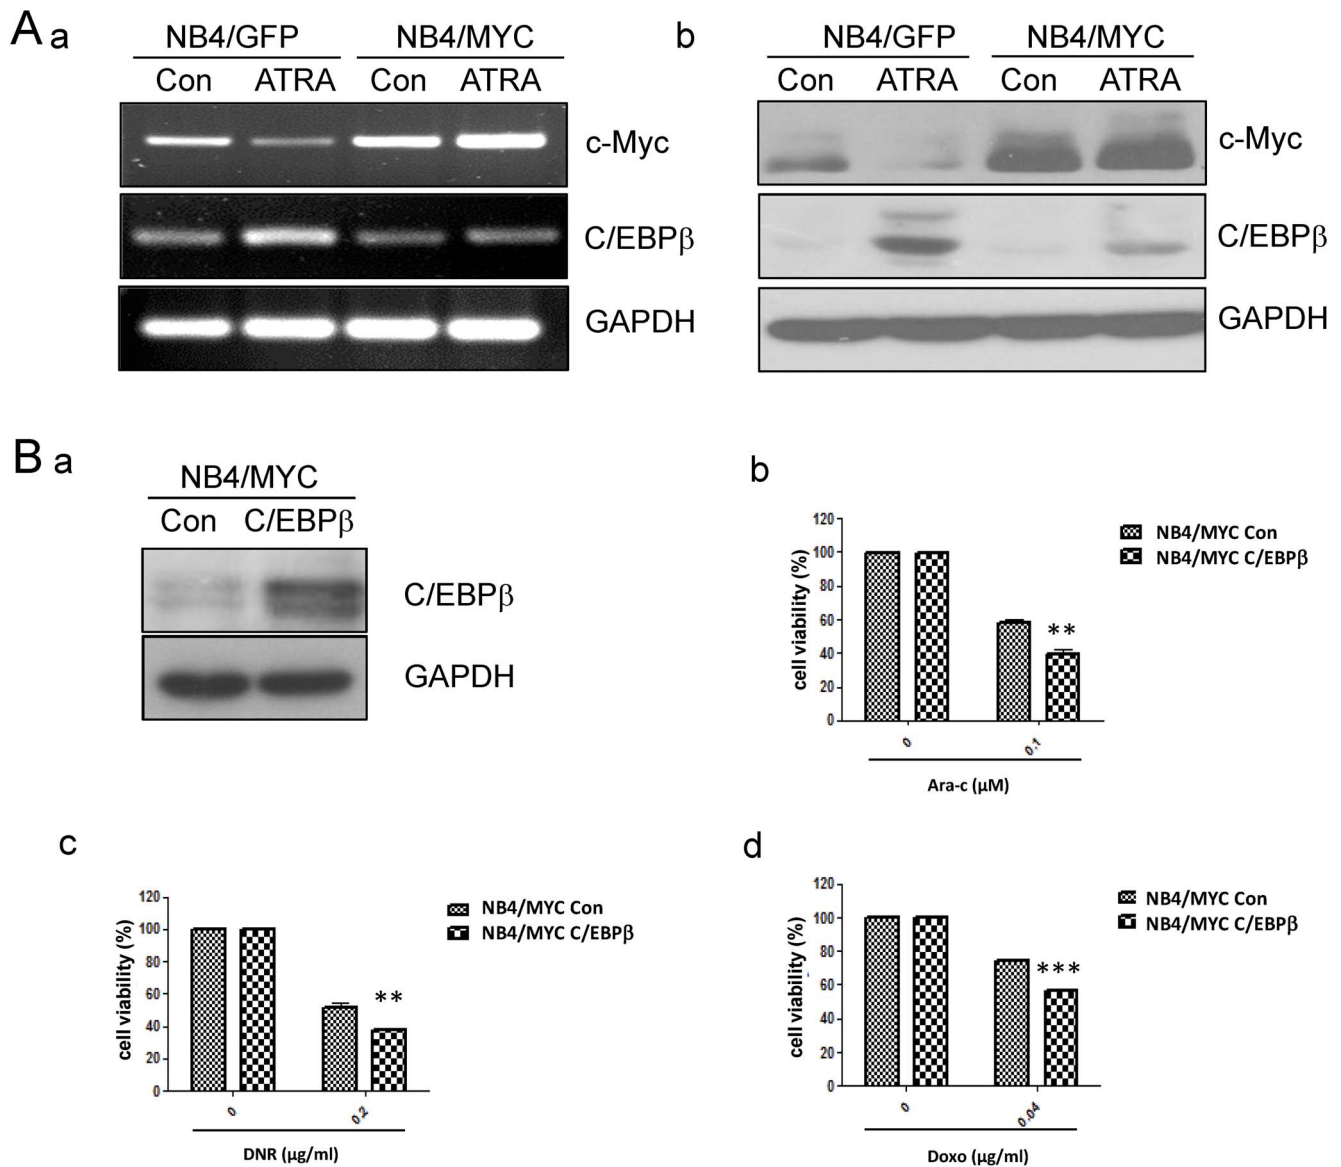 A a
NB4/GFP NB4/MYC
Con ATRA Con ATRA
c-Myc
C/EBPβ
GAPDH
b
NB4/GFP NB4/MYC
Con ATRA Con ATRA
c-Myc
C/EBPβ
GAPDH
B a
NB4/MYC
Con C/EBPβ
C/EBPβ
GAPDH
b
120
100
80
60
40
20
0
cell viability (%)
**
0 0.1
Ara-c (µM)
NB4/MYC Con
NB4/MYC C/EBPβ
c
120
100
80
60
40
20
0
cell viability (%)
**
0 0.2
DNR (µg/ml)
NB4/MYC Con
NB4/MYC C/EBPβ
d
120
100
80
60
40
20
0
cell viability (%)
***
0 0.04
Doxo (µg/ml)
NB4/MYC Con
NB4/MYC C/EBPβ